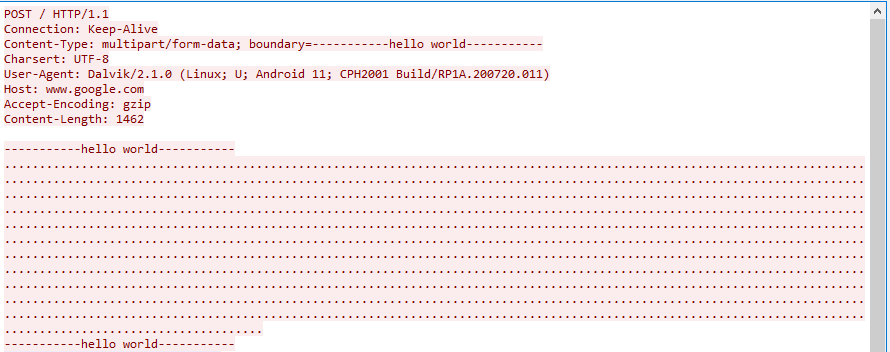 POST / HTTP/1.1
Connection: Keep-Alive
Content-Type: multipart/form-data; boundary=-----------hello world-----------
Charsert: UTF-8
User-Agent: Dalvik/2.1.0 (Linux; U; Android 11; CPH2001 Build/RP1A.200720.011)
Host: www.google.com
Accept-Encoding: gzip
Content-Length: 1462
-----------hello world-----------
...........................................................................................................................
...........................................................................................................................
...........................................................................................................................
...........................................................................................................................
...........................................................................................................................
...........................................................................................................................
...........................................................................................................................
...........................................................................................................................
...........................................................................................................................
...........................................................................................................................
...........................................................................................................................
.....................................
-----------hello world-----------